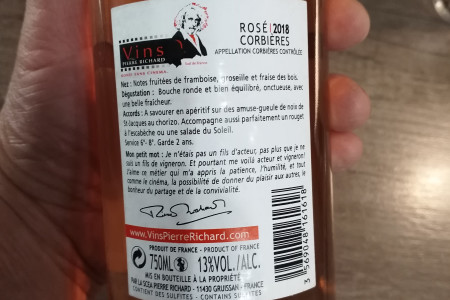 ROSÉ|2018
CORBIÈRES
APPELLATION CORBIÈRES CONTRÔLÉE
Vins
PIERRE RICHARD
Sud de France
Nez : Notes fruitées de framboise, groseille et fraise des bois.
Dégustation : Bouche ronde et bien équilibré, onctueuse, avec
une belle fraîcheur.
Accords : A savourer en apéritif sur des amuse-gueule de noix de
St-Jacques au chorizo. Accompagne aussi parfaitement un rouget
à l'escabèche ou une salade du Soleil.
Service 6°- 8°. Garde 2 ans.
Mon petit mot : Je n'étais pas un fils d'acteur, pas plus que je ne
suis un fils de vigneron. Et pourtant me voilà acteur et vigneron!
J'aime ce métier qui m'a appris la patience, l'humilité, et tout
comme le cinéma, la possibilité de donner du plaisir aux autres, le
bonheur du partage et de la convivialité.
www.VinsPierreRichard.com
PRODUIT DE FRANCE - PRODUCT OF FRANCE
750ML 13%VOL./ALC.
MIS EN BOUTEILLE À LA PROPRIÉTÉ
PAR LA SCEA PIERRE RICHARD - 11430 GRUISSAN - FRANCE
CONTIENT DES SULFITES - CONTAINS SULFITES
3 569048 161618